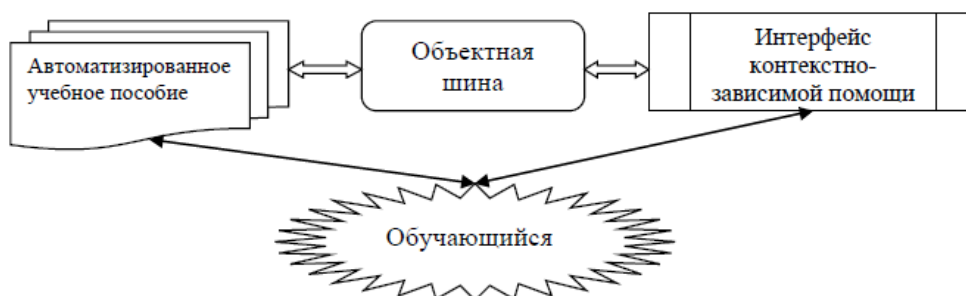 Автоматизированное
учебное пособие
Объектная
шина
Интерфейс
контекстно-
зависимой помощи
Обучающийся